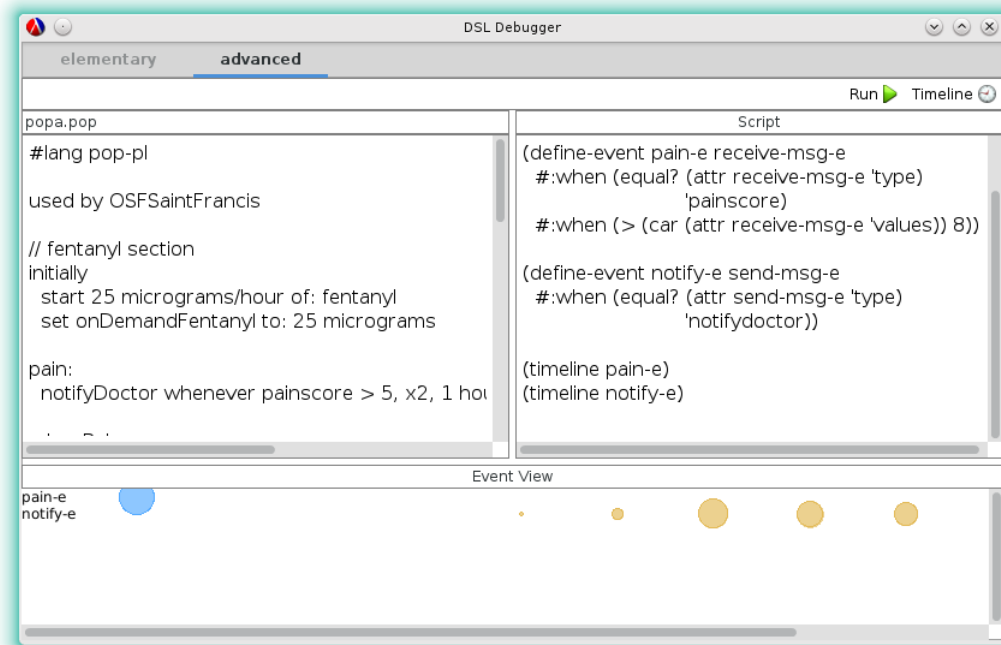 DSL Debugger
elementary advanced
Run Timeline
popa.pop
#lang pop-pl
used by OSFSaintFrancis
// fentanyl section
initially
start 25 micrograms/hour of: fentanyl
set onDemandFentanyl to: 25 micrograms
pain:
notifyDoctor whenever painscore > 5, x2, 1 hou
Script
(define-event pain-e receive-msg-e
#:when (equal? (attr receive-msg-e 'type)
'painscore)
#:when (> (car (attr receive-msg-e 'values)) 8))
(define-event notify-e send-msg-e
#:when (equal? (attr send-msg-e 'type)
'notifydoctor))
(timeline pain-e)
(timeline notify-e)
Event View
pain-e
notify-e